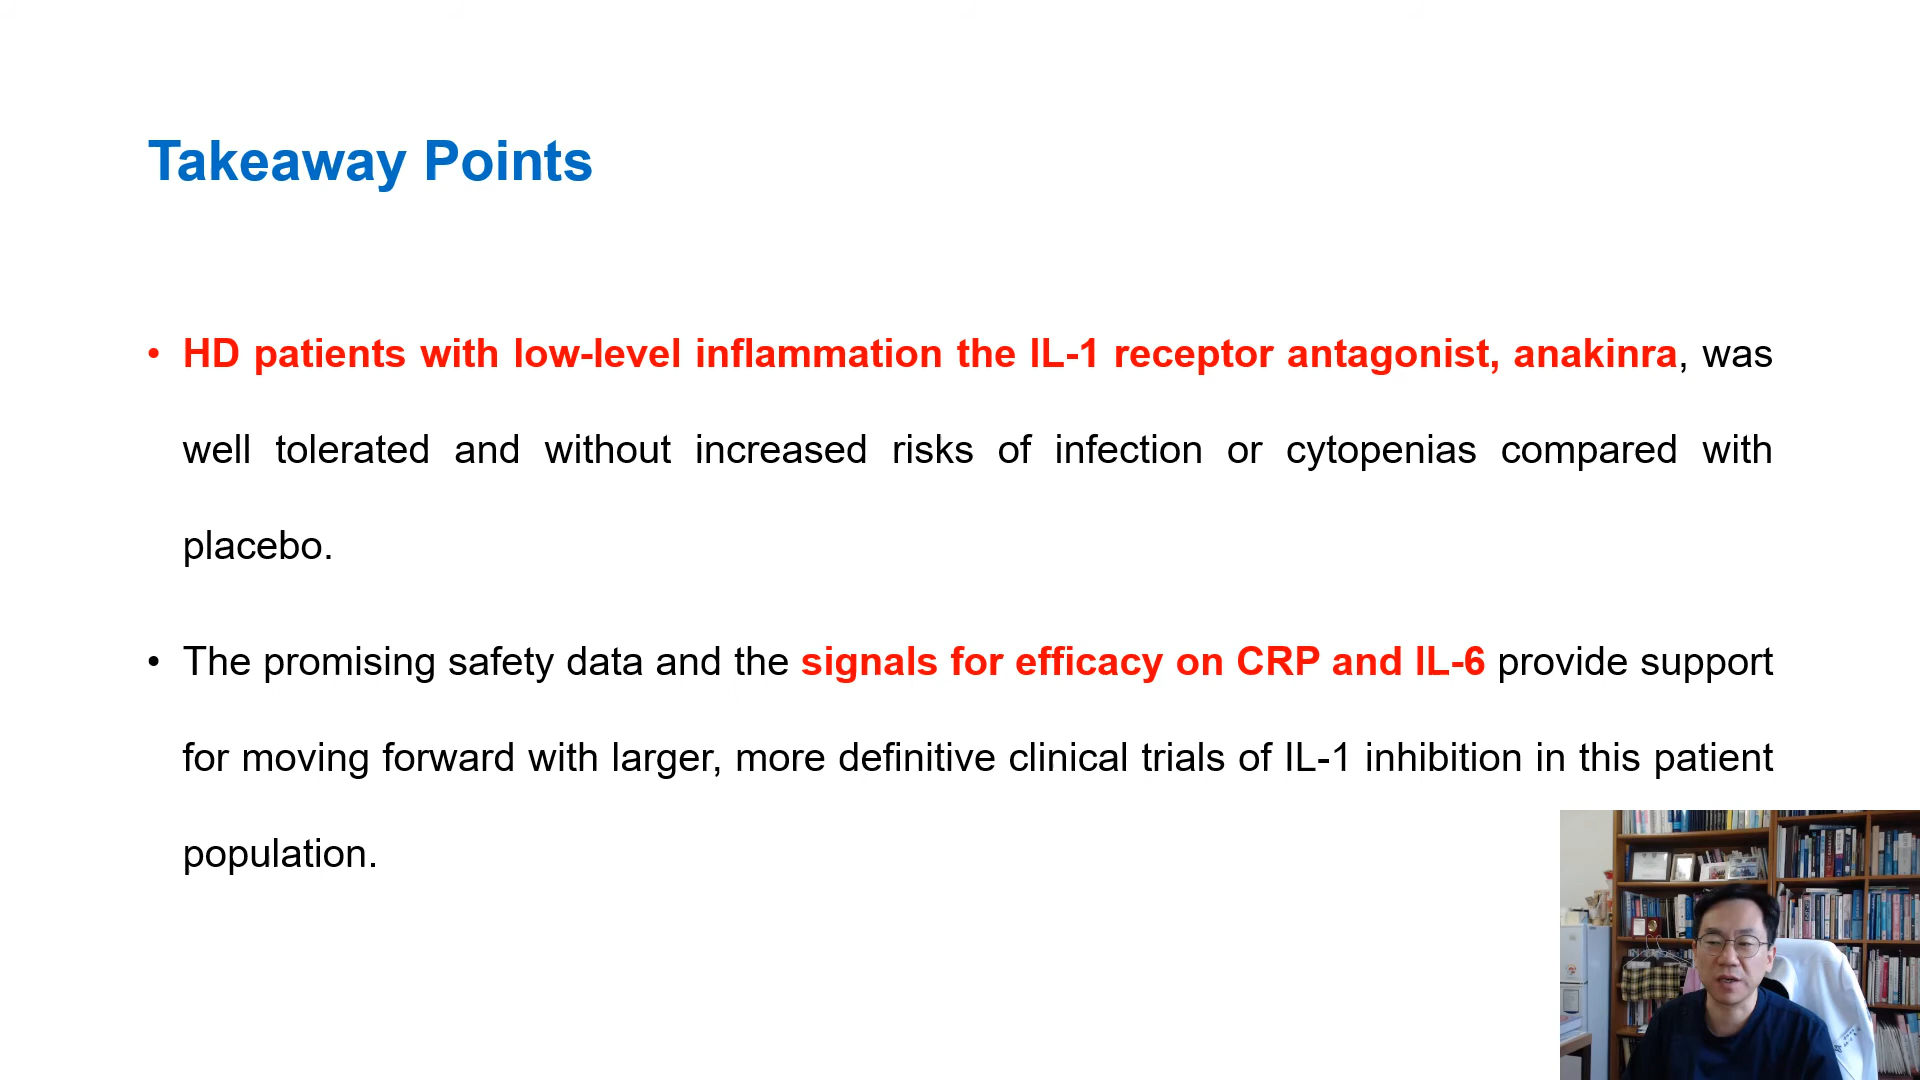 Takeaway Points
• HD patients with low-level inflammation the IL-1 receptor antagonist, anakinra, was
well tolerated and without increased risks of infection or cytopenias compared with
placebo.
• The promising safety data and the signals for efficacy on CRP and IL-6 provide support
for moving forward with larger, more definitive clinical trials of IL-1 inhibition in this patient
population.